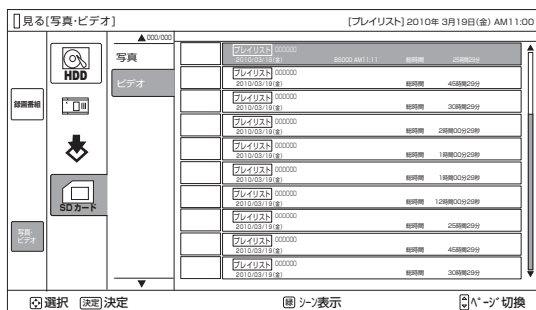 見る[写真・ビデオ]
[プレイリスト] 2010年 3月19日(金) AM11:00
▲000/000
HDD
録画番組
SDカード
写真・
ビデオ
写真
ビデオ
プレイリスト 000000
2010/03/19(金) BS000 AM11:11 総時間 25時間29分
プレイリスト 000000
2010/03/19(金) 総時間 45時間29分
プレイリスト 000000
2010/03/19(金) 総時間 30時間29分
プレイリスト 000000
2010/03/19(金) 総時間 2時間00分29秒
プレイリスト 000000
2010/03/19(金) 総時間 1時間00分29秒
プレイリスト 000000
2010/03/19(金) 総時間 1時間00分29秒
プレイリスト 000000
2010/03/19(金) 総時間 12時間00分29秒
プレイリスト 000000
2010/03/19(金) 総時間 25時間29分
プレイリスト 000000
2010/03/19(金) 総時間 45時間29分
プレイリスト 000000
2010/03/19(金) 総時間 30時間29分
▼
選択 決定 決定 緑 シーン表示 ページ切換